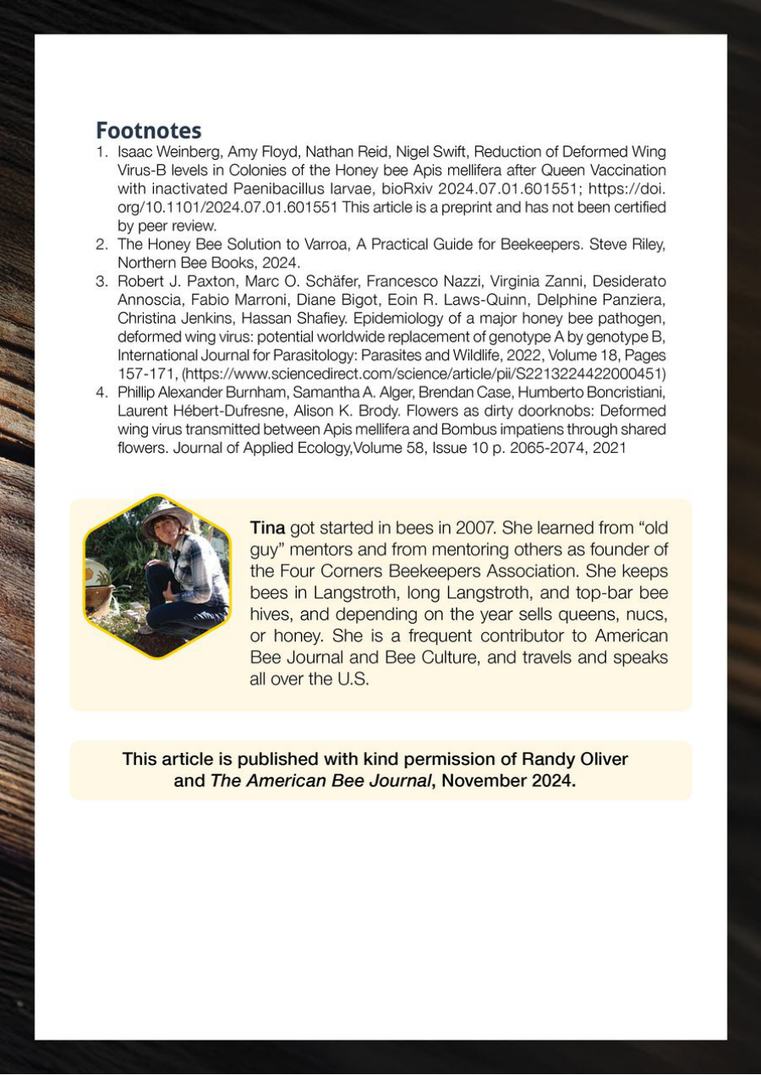 Footnotes
1. Isaac Weinberg, Amy Floyd, Nathan Reid, Nigel Swift, Reduction of Deformed Wing
Virus-B levels in Colonies of the Honey bee Apis mellifera after Queen Vaccination
with inactivated Paenibacillus larvae, bioRxiv 2024.07.01.601551; https://doi.
org/10.1101/2024.07.01.601551 This article is a preprint and has not been certified
by peer review.
2. The Honey Bee Solution to Varroa, A Practical Guide for Beekeepers. Steve Riley,
Northern Bee Books, 2024.
3. Robert J. Paxton, Marc O. Schäfer, Francesco Nazzi, Virginia Zanni, Desiderato
Annoscia, Fabio Marroni, Diane Bigot, Eoin R. Laws-Quinn, Delphine Panziera,
Christina Jenkins, Hassan Shafiey. Epidemiology of a major honey bee pathogen,
deformed wing virus: potential worldwide replacement of genotype A by genotype B,
International Journal for Parasitology: Parasites and Wildlife, 2022, Volume 18, Pages
157-171, (https://www.sciencedirect.com/science/article/pii/S2213224422000451)
4. Phillip Alexander Burnham, Samantha A. Alger, Brendan Case, Humberto Boncristiani,
Laurent Hébert-Dufresne, Alison K. Brody. Flowers as dirty doorknobs: Deformed
wing virus transmitted between Apis mellifera and Bombus impatiens through shared
flowers. Journal of Applied Ecology,Volume 58, Issue 10 p. 2065-2074, 2021
Tina got started in bees in 2007. She learned from “old
guy” mentors and from mentoring others as founder of
the Four Corners Beekeepers Association. She keeps
bees in Langstroth, long Langstroth, and top-bar bee
hives, and depending on the year sells queens, nucs,
or honey. She is a frequent contributor to American
Bee Journal and Bee Culture, and travels and speaks
all over the U.S.
This article is published with kind permission of Randy Oliver
and The American Bee Journal, November 2024.